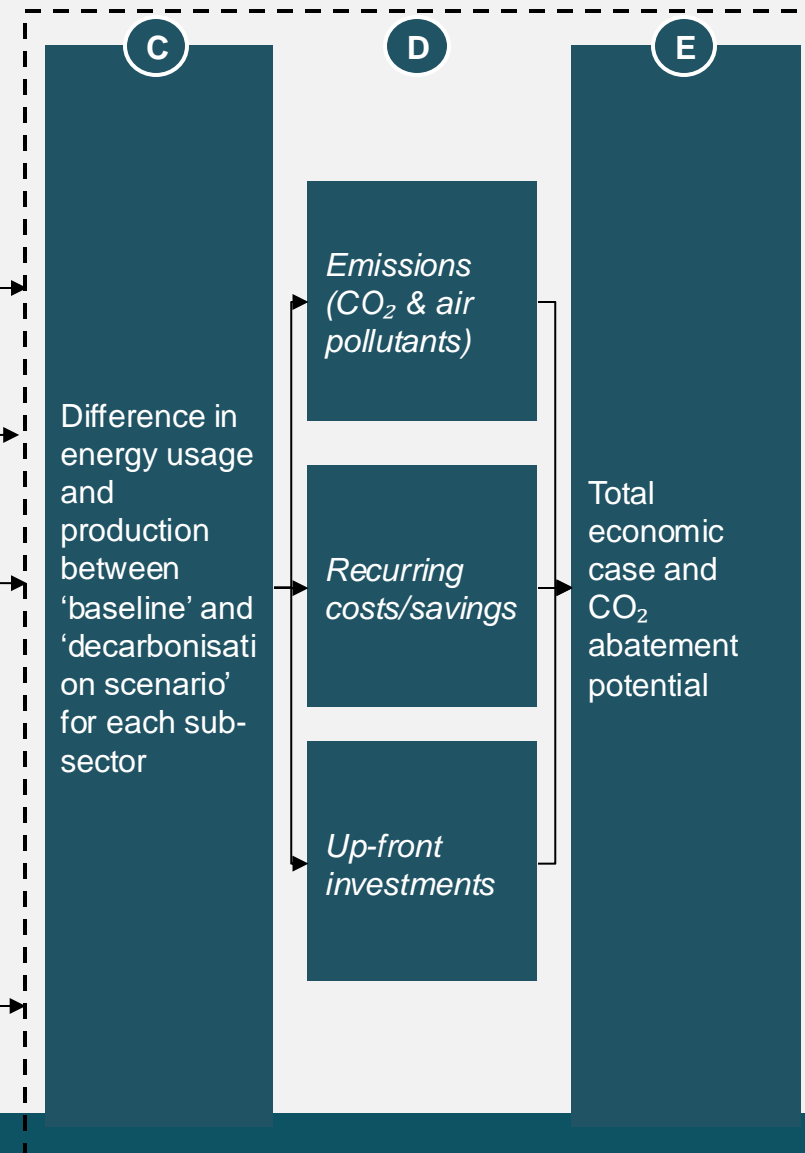 C
D
E
Difference in
energy usage
and
production
between
‘baseline’ and
‘decarbonisati
on scenario’
for each sub-
sector
Emissions
(CO₂ & air
pollutants)
Recurring
costs/savings
Up-front
investments
Total
economic
case and
CO₂
abatement
potential